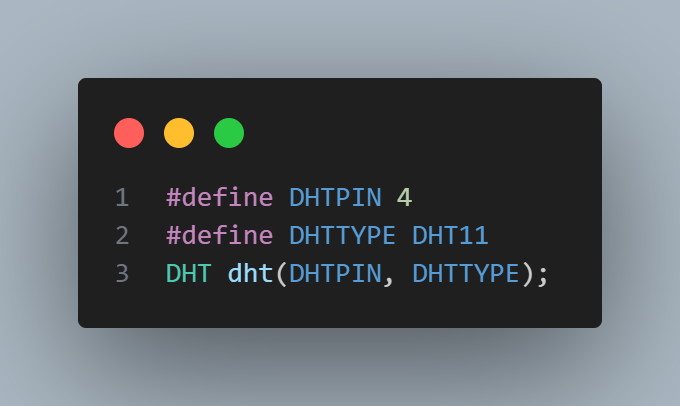 1 #define DHTPIN 4
2 #define DHTTYPE DHT11
3 DHT dht(DHTPIN, DHTTYPE);